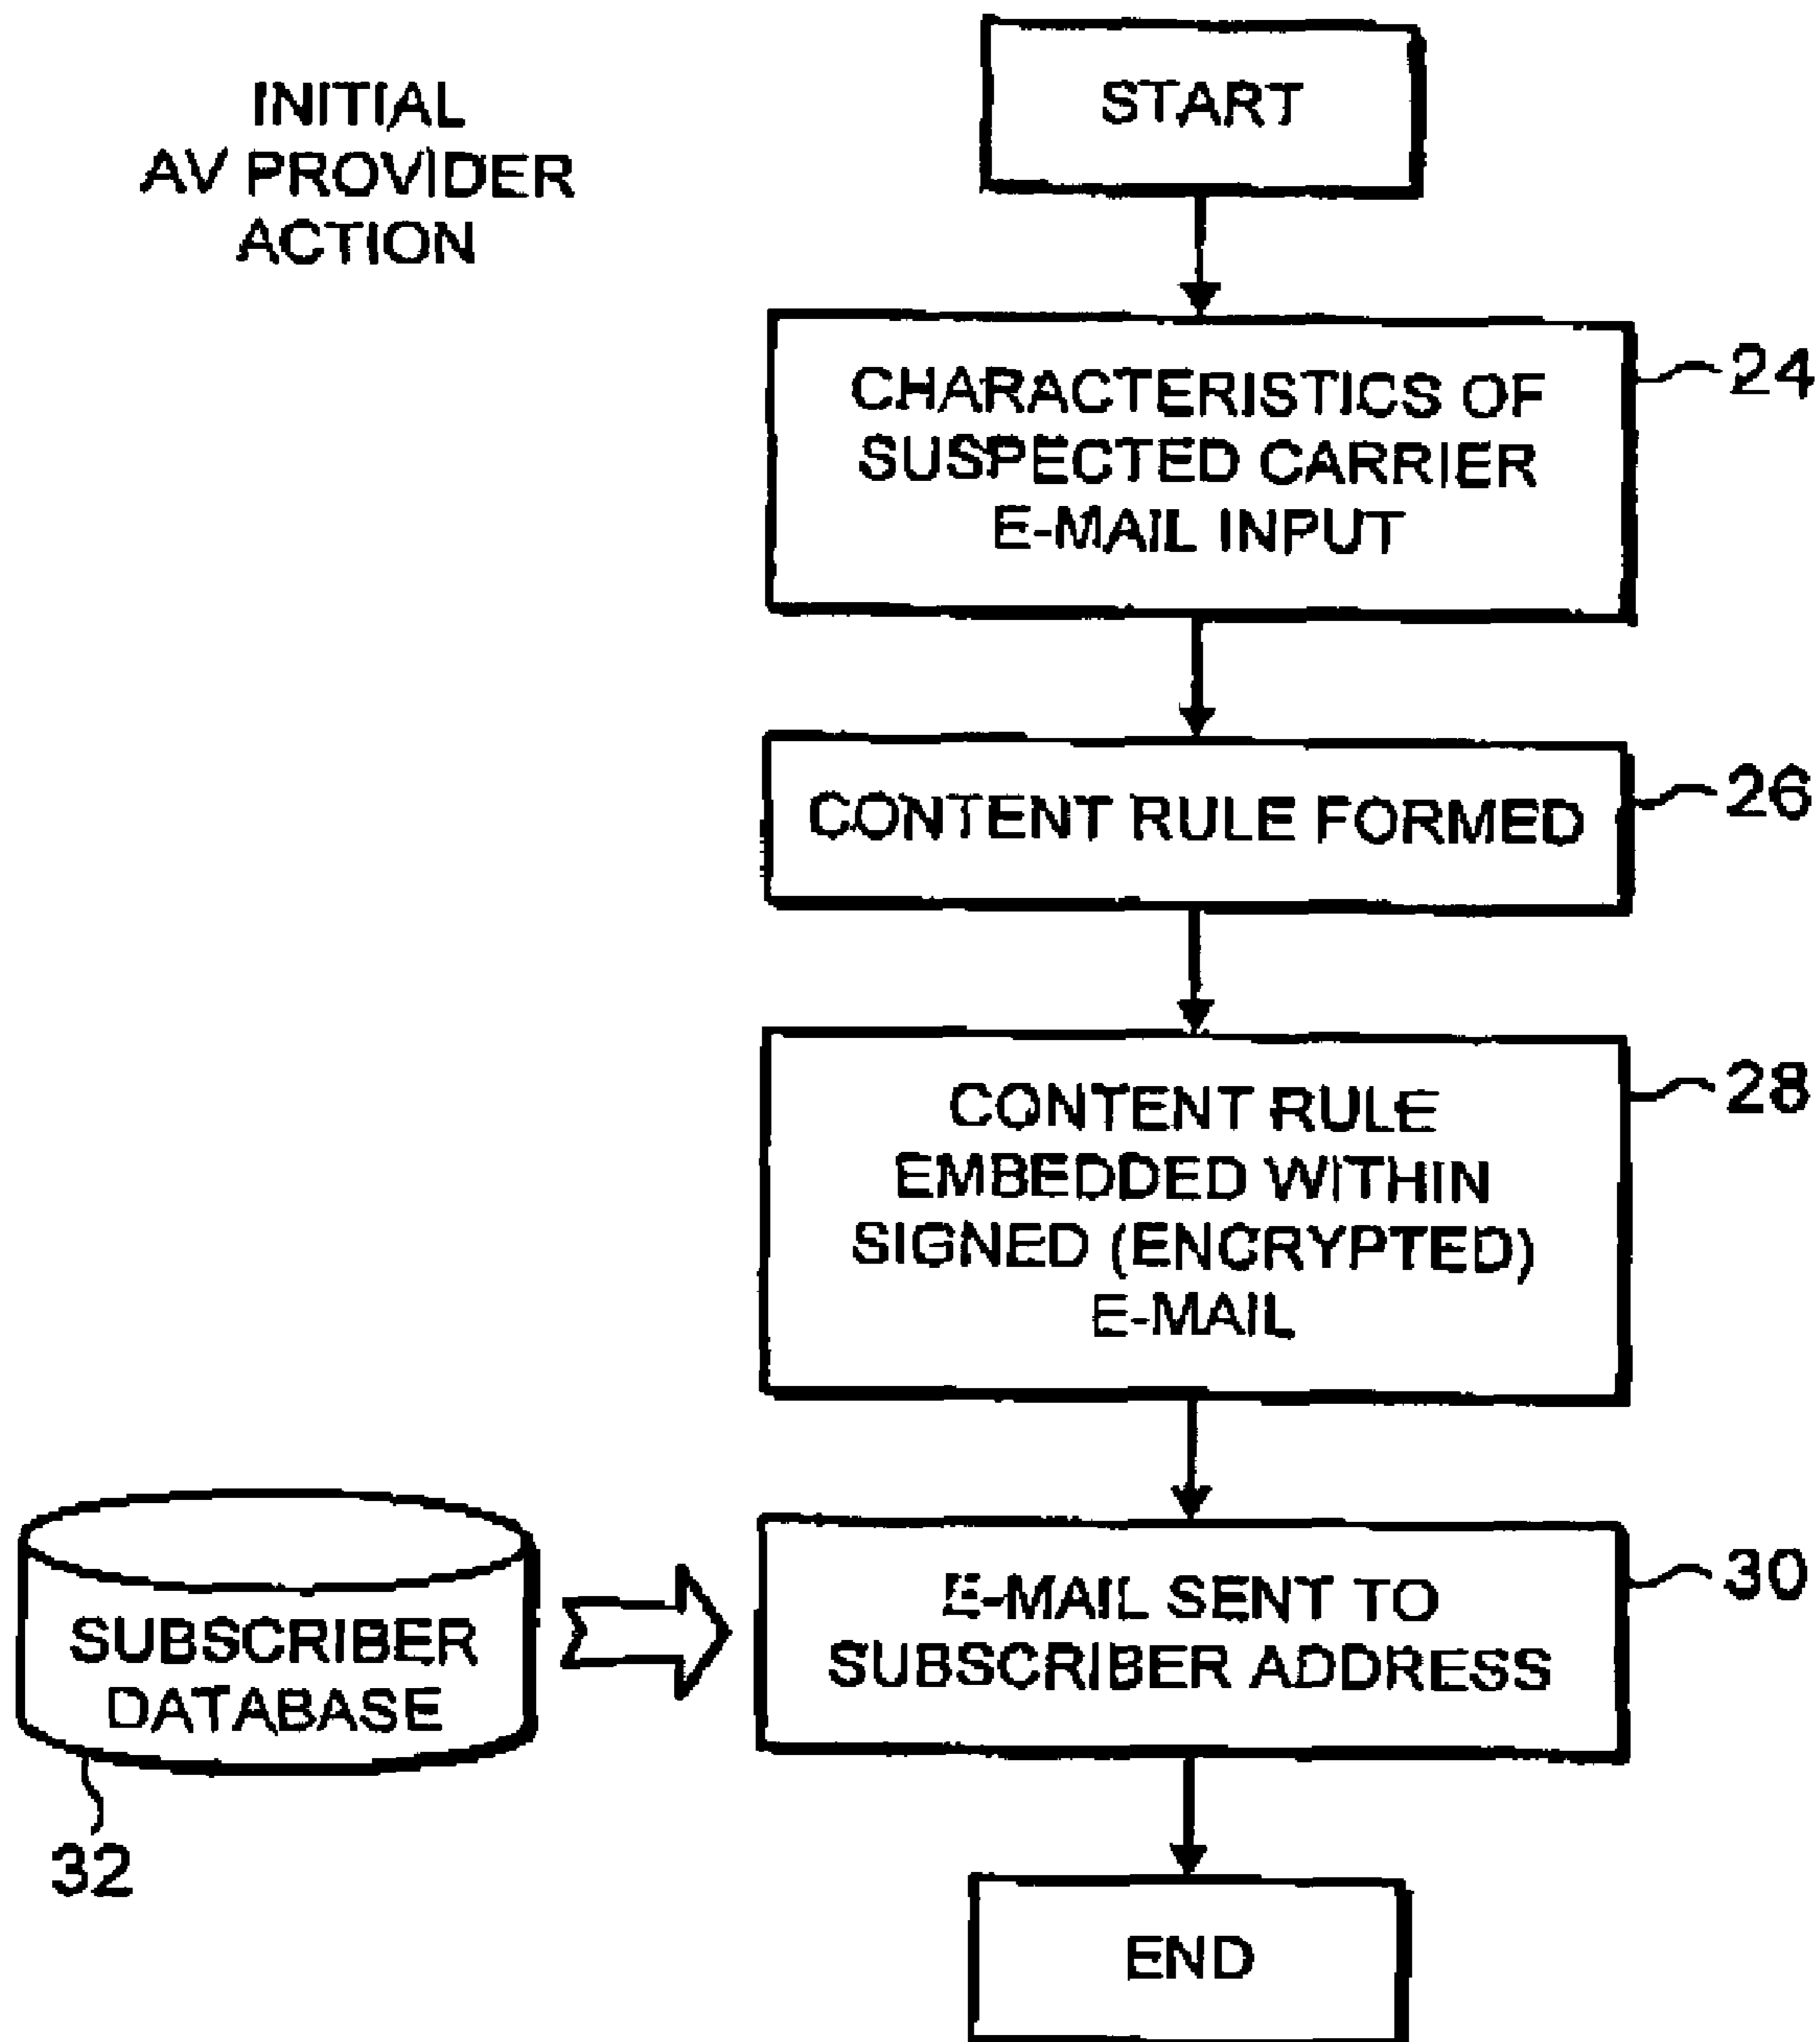 INITIAL
AV PROVIDER
ACTION
START
CHARACTERISTICS OF
SUSPECTED CARRIER
E-MAIL INPUT
24
CONTENT RULE FORMED
26
CONTENT RULE
EMBEDDED WITHIN
SIGNED (ENCRYPTED)
E-MAIL
28
SUBSCRIBER
DATABASE
32
E-MAIL SENT TO
SUBSCRIBER ADDRESS
30
END